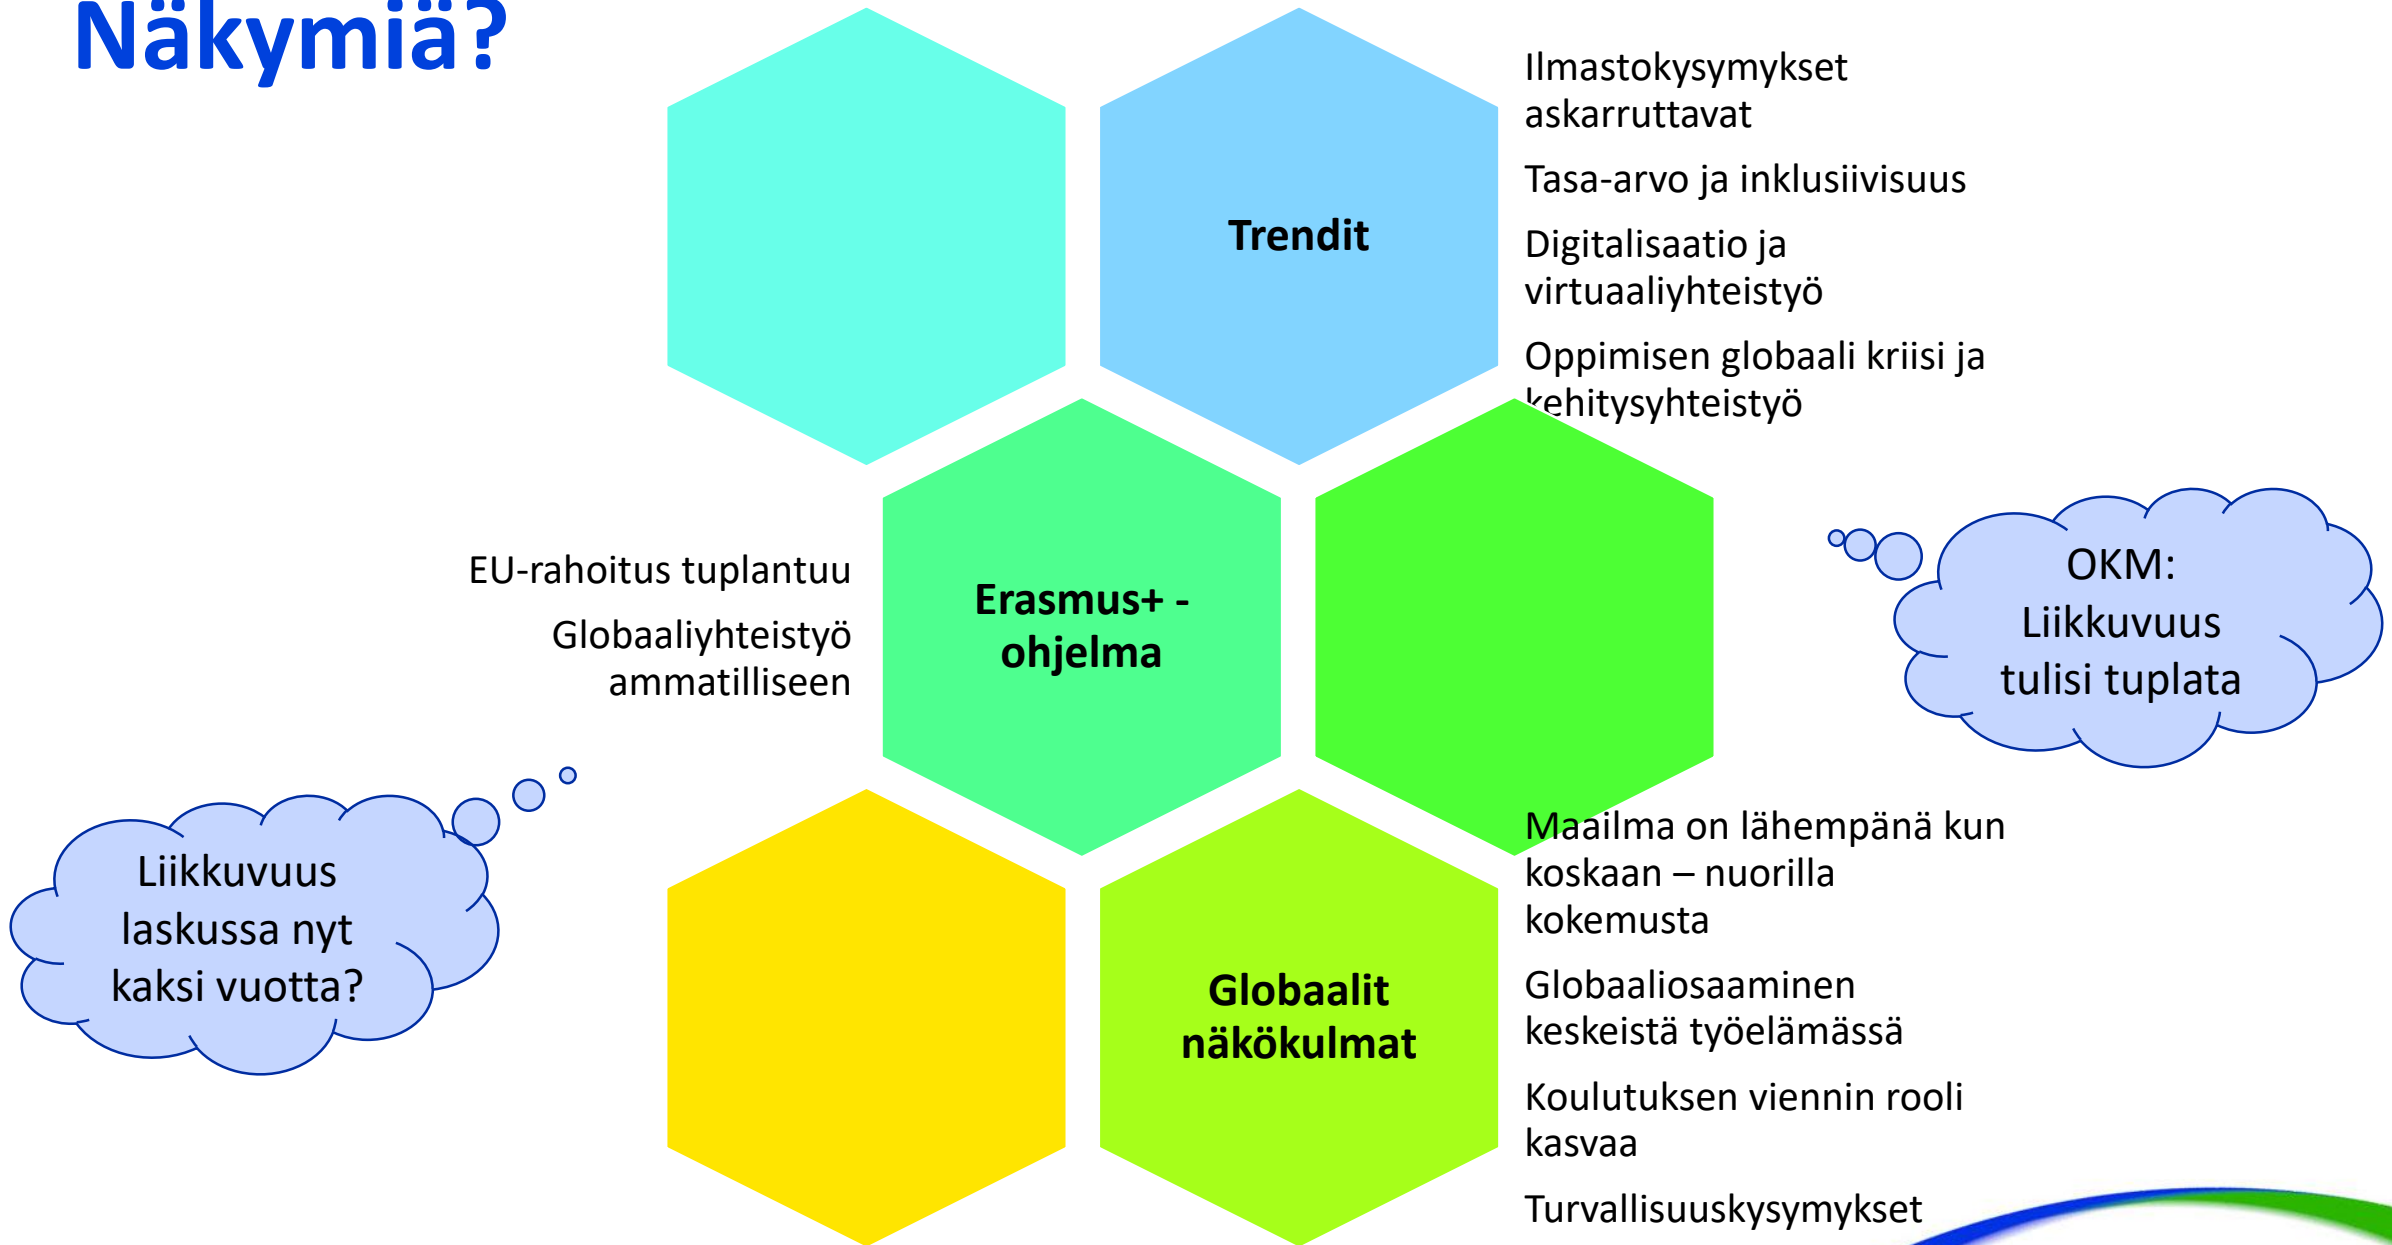 Näkymiä?
Trendit
Ilmastokysymykset
askarruttavat
Tasa-arvo ja inklusiivisuus
Digitalisaatio ja
virtuaaliyhteistyö
Oppimisen globaali kriisi ja
kehitysyhteistyö
EU-rahoitus tuplantuu
Globaaliyhteistyö
ammatilliseen
Erasmus+ -
ohjelma
OKM:
Liikkuvuus
tulisi tuplata
Liikkuvuus
laskussa nyt
kaksi vuotta?
Globaalit
näkökulmat
Maailma on lähempänä kun
koskaan – nuorilla
kokemusta
Globaaliosaaminen
keskeistä työelämässä
Koulutuksen viennin rooli
kasvaa
Turvallisuuskysymykset